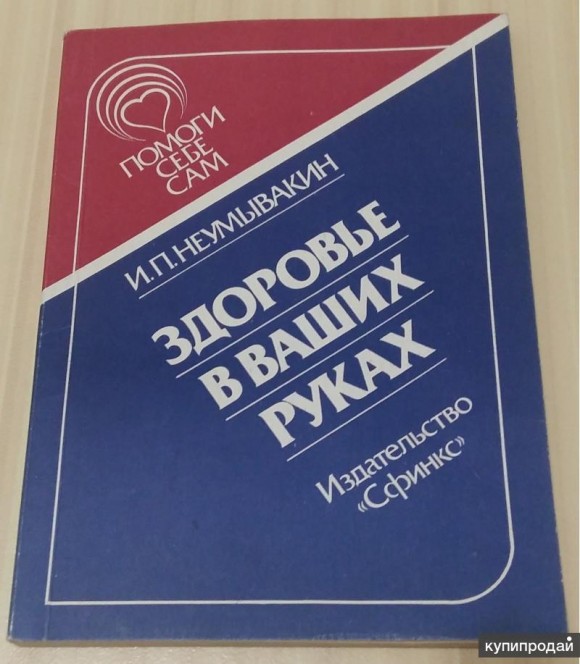 ПОМОГИ
СЕБЕ
САМ
И.П.НЕУМЫВАКИН
ЗДОРОВЬЕ
В ВАШИХ
РУКАХ
Издательство
"Сфинкс"
купипродай